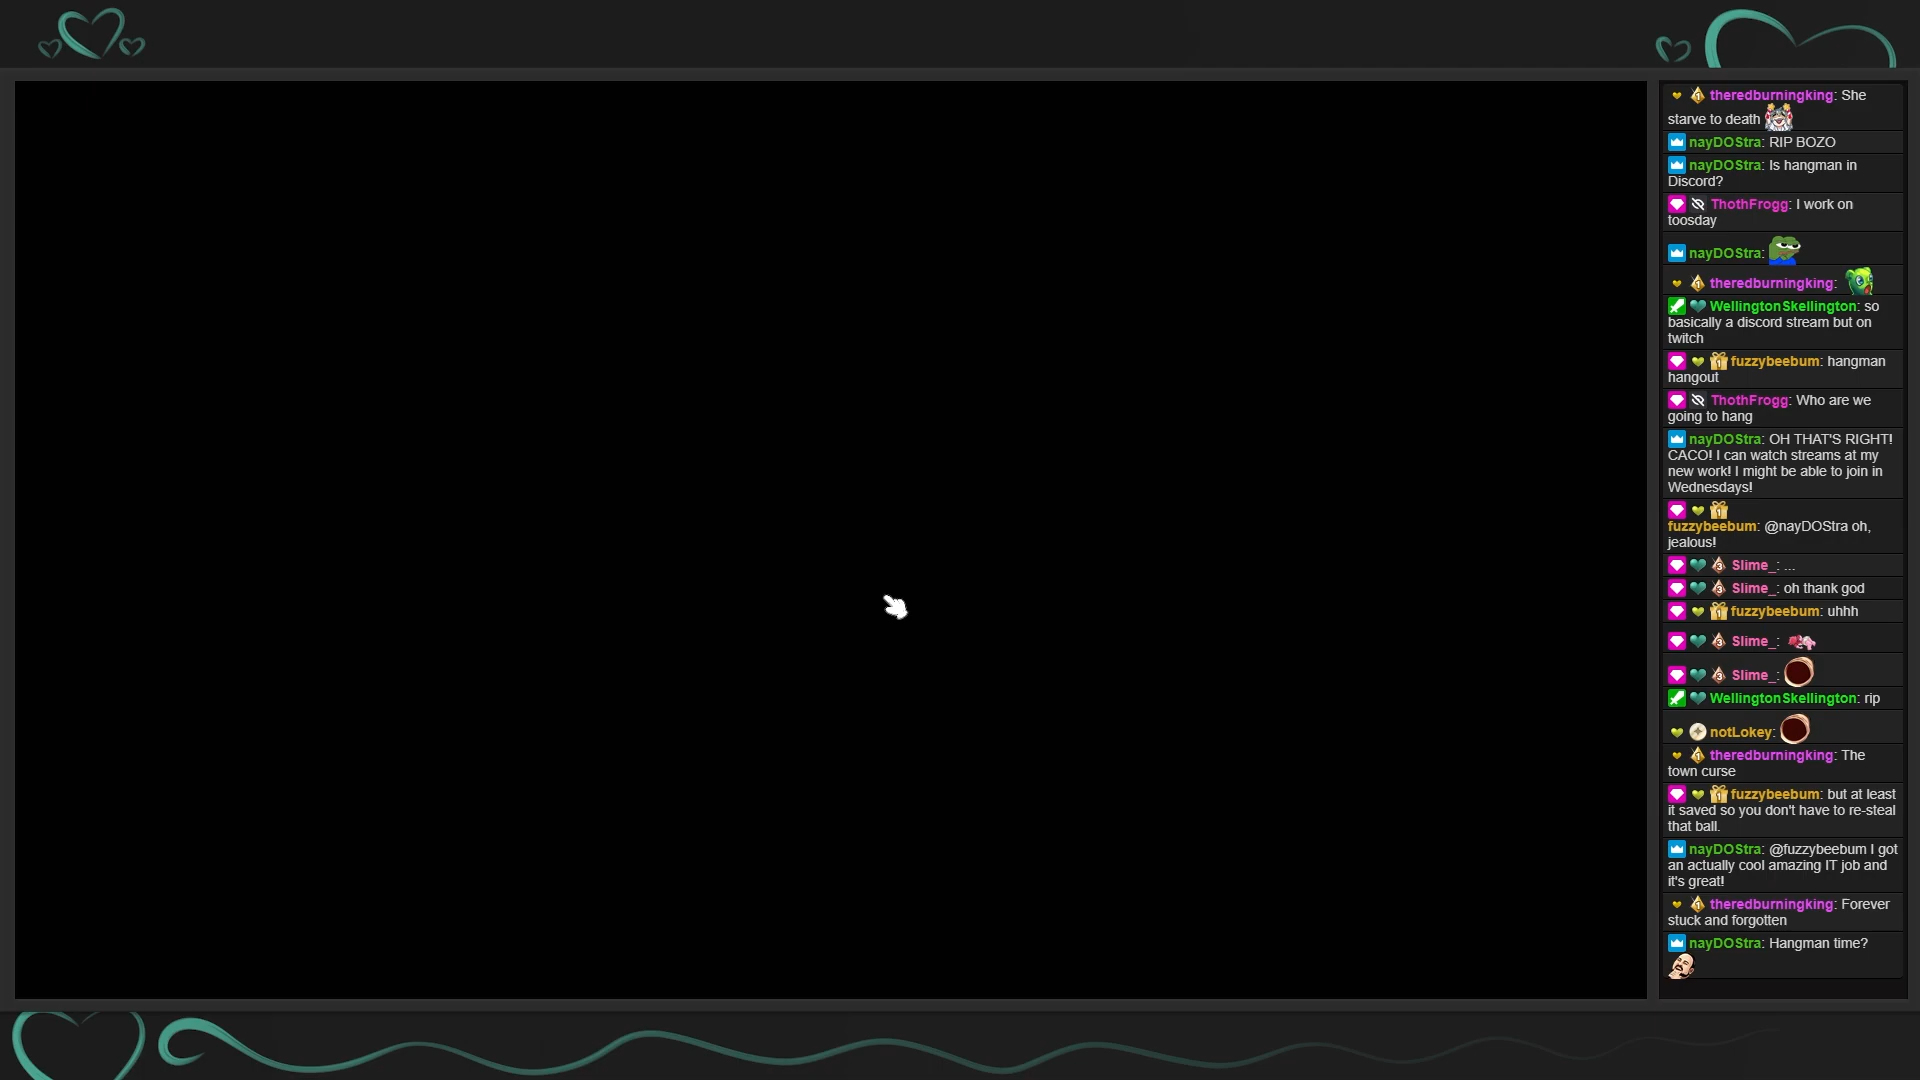 theredburningking: She
starve to death
nayDOStra: RIP BOZO
nayDOStra: Is hangman in
Discord?
ThothFrogg: I work on
toosday
nayDOStra:
theredburningking:
WellingtonSkellington: so
basically a discord stream but on
twitch
fuzzybeebum: hangman
hangout
ThothFrogg: Who are we
going to hang
nayDOStra: OH THAT'S RIGHT!
CACO! I can watch streams at my
new work! I might be able to join in
Wednesdays!
fuzzybeebum: @nayDOStra oh,
jealous!
Slime_: ...
Slime_: oh thank god
fuzzybeebum: uhhh
Slime_:
Slime_:
WellingtonSkellington: rip
notLokey:
theredburningking: The
town curse
fuzzybeebum: but at least
it saved so you don't have to re-steal
that ball.
nayDOStra: @fuzzybeebum I got
an actually cool amazing IT job and
it's great!
theredburningking: Forever
stuck and forgotten
nayDOStra: Hangman time?